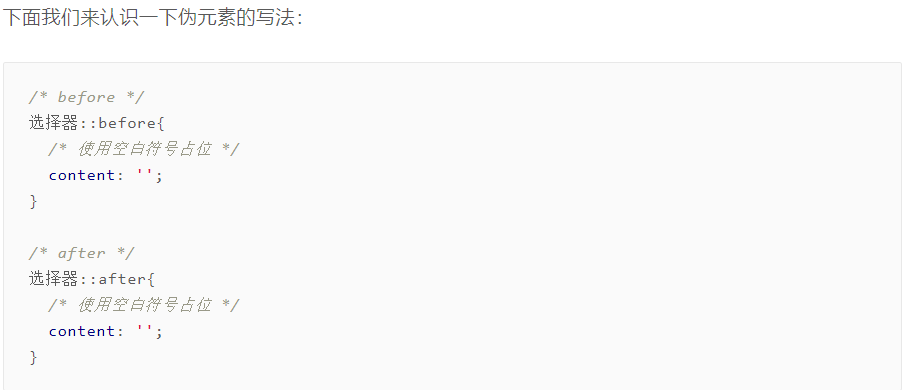 下面我们来认识一下伪元素的写法：
/* before */
选择器::before{
/* 使用空白符号占位 */
content: '';
}
/* after */
选择器::after{
/* 使用空白符号占位 */
content: '';
}